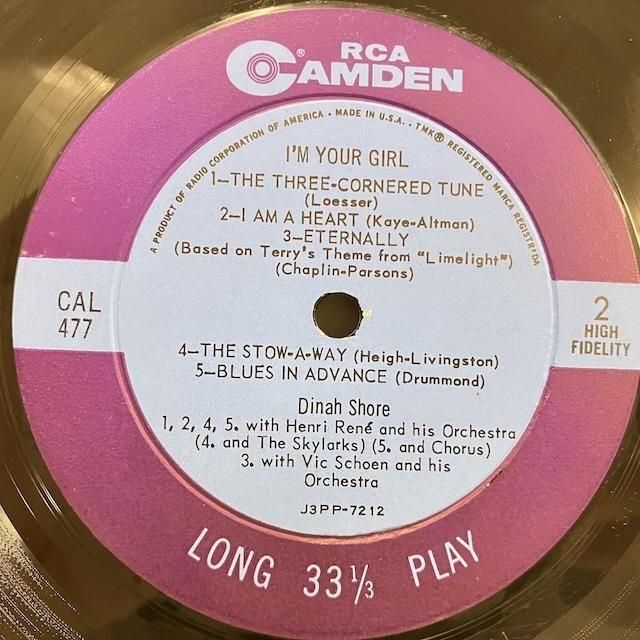 RCA
CAMDEN®
A PRODUCT OF RADIO CORPORATION OF AMERICA • MADE IN U.S.A. • TMK® REGISTERED MARCA REGISTR'DA
I'M YOUR GIRL
1—THE THREE-CORNERED TUNE
(Loesser)
2—I AM A HEART (Kaye-Altman)
3—ETERNALLY
(Based on Terry's Theme from "Limelight")
(Chaplin-Parsons)
CAL
477
2
HIGH
FIDELITY
4—THE STOW-A-WAY (Heigh-Livingston)
5—BLUES IN ADVANCE (Drummond)
Dinah Shore
1, 2, 4, 5. with Henri René and his Orchestra
(4. and The Skylarks) (5. and Chorus)
3. with Vic Schoen and his
Orchestra
J3PP-7212
LONG 33⅓ PLAY